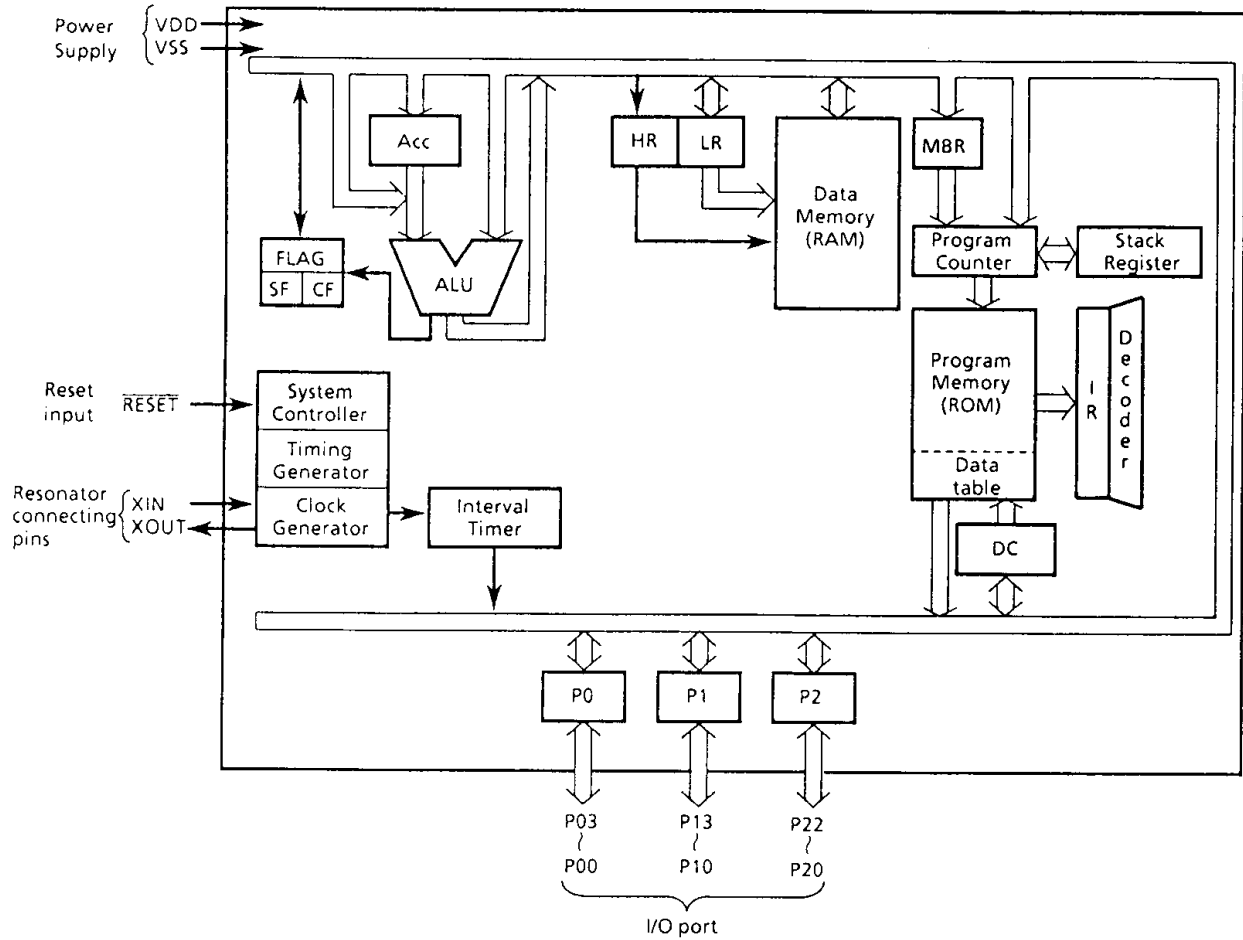 Power
Supply
VDD
VSS
Acc
HR
LR
MBR
Data
Memory
(RAM)
Program
Counter
Stack
Register
FLAG
SF
CF
ALU
Program
Memory
(ROM)
Data
table
IR
Decoder
Reset
input
RESET
System
Controller
Timing
Generator
Clock
Generator
Resonator
connecting
pins
XIN
XOUT
Interval
Timer
DC
P0
P1
P2
P03
~
P00
P13
~
P10
P22
~
P20
I/O port